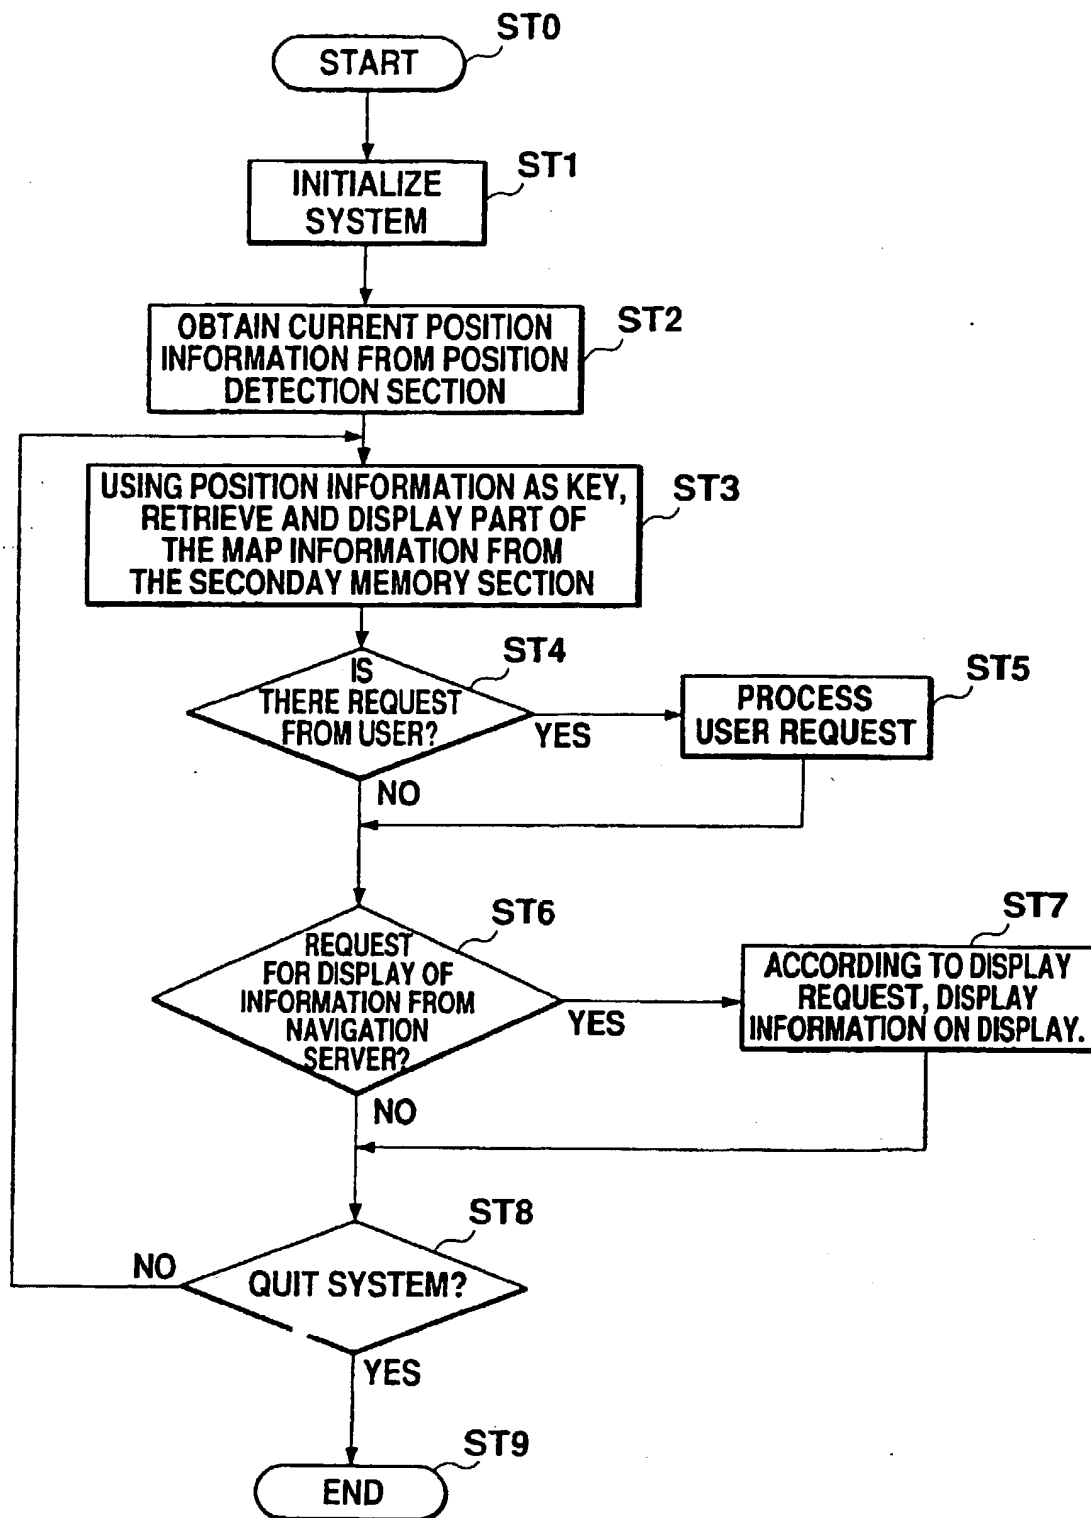 ST0
START
ST1
INITIALIZE
SYSTEM
ST2
OBTAIN CURRENT POSITION
INFORMATION FROM POSITION
DETECTION SECTION
ST3
USING POSITION INFORMATION AS KEY,
RETRIEVE AND DISPLAY PART OF
THE MAP INFORMATION FROM
THE SECONDAY MEMORY SECTION
ST4
IS
THERE REQUEST
FROM USER?
YES
NO
ST5
PROCESS
USER REQUEST
ST6
REQUEST
FOR DISPLAY OF
INFORMATION FROM
NAVIGATION
SERVER?
YES
NO
ST7
ACCORDING TO DISPLAY
REQUEST, DISPLAY
INFORMATION ON DISPLAY.
ST8
QUIT SYSTEM?
NO
YES
ST9
END